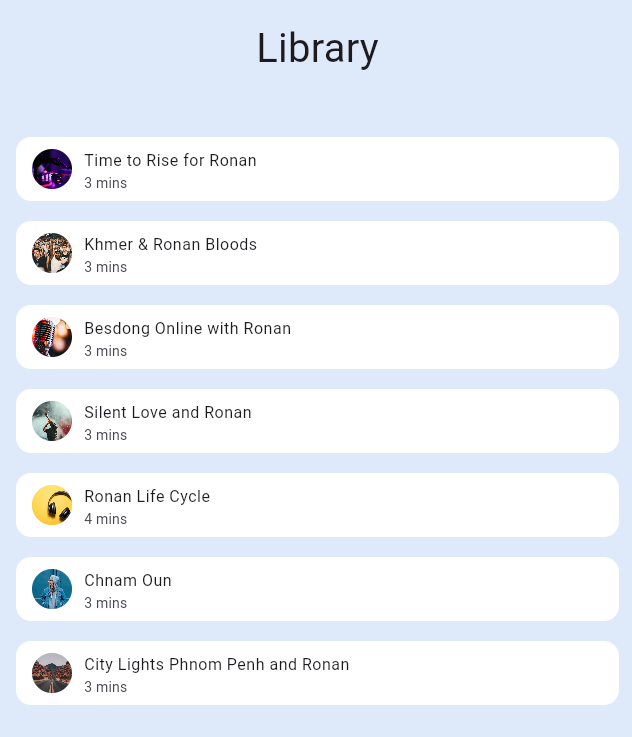 Library
Time to Rise for Ronan
3 mins
Khmer & Ronan Bloods
3 mins
Besdong Online with Ronan
3 mins
Silent Love and Ronan
3 mins
Ronan Life Cycle
4 mins
Chnam Oun
3 mins
City Lights Phnom Penh and Ronan
3 mins